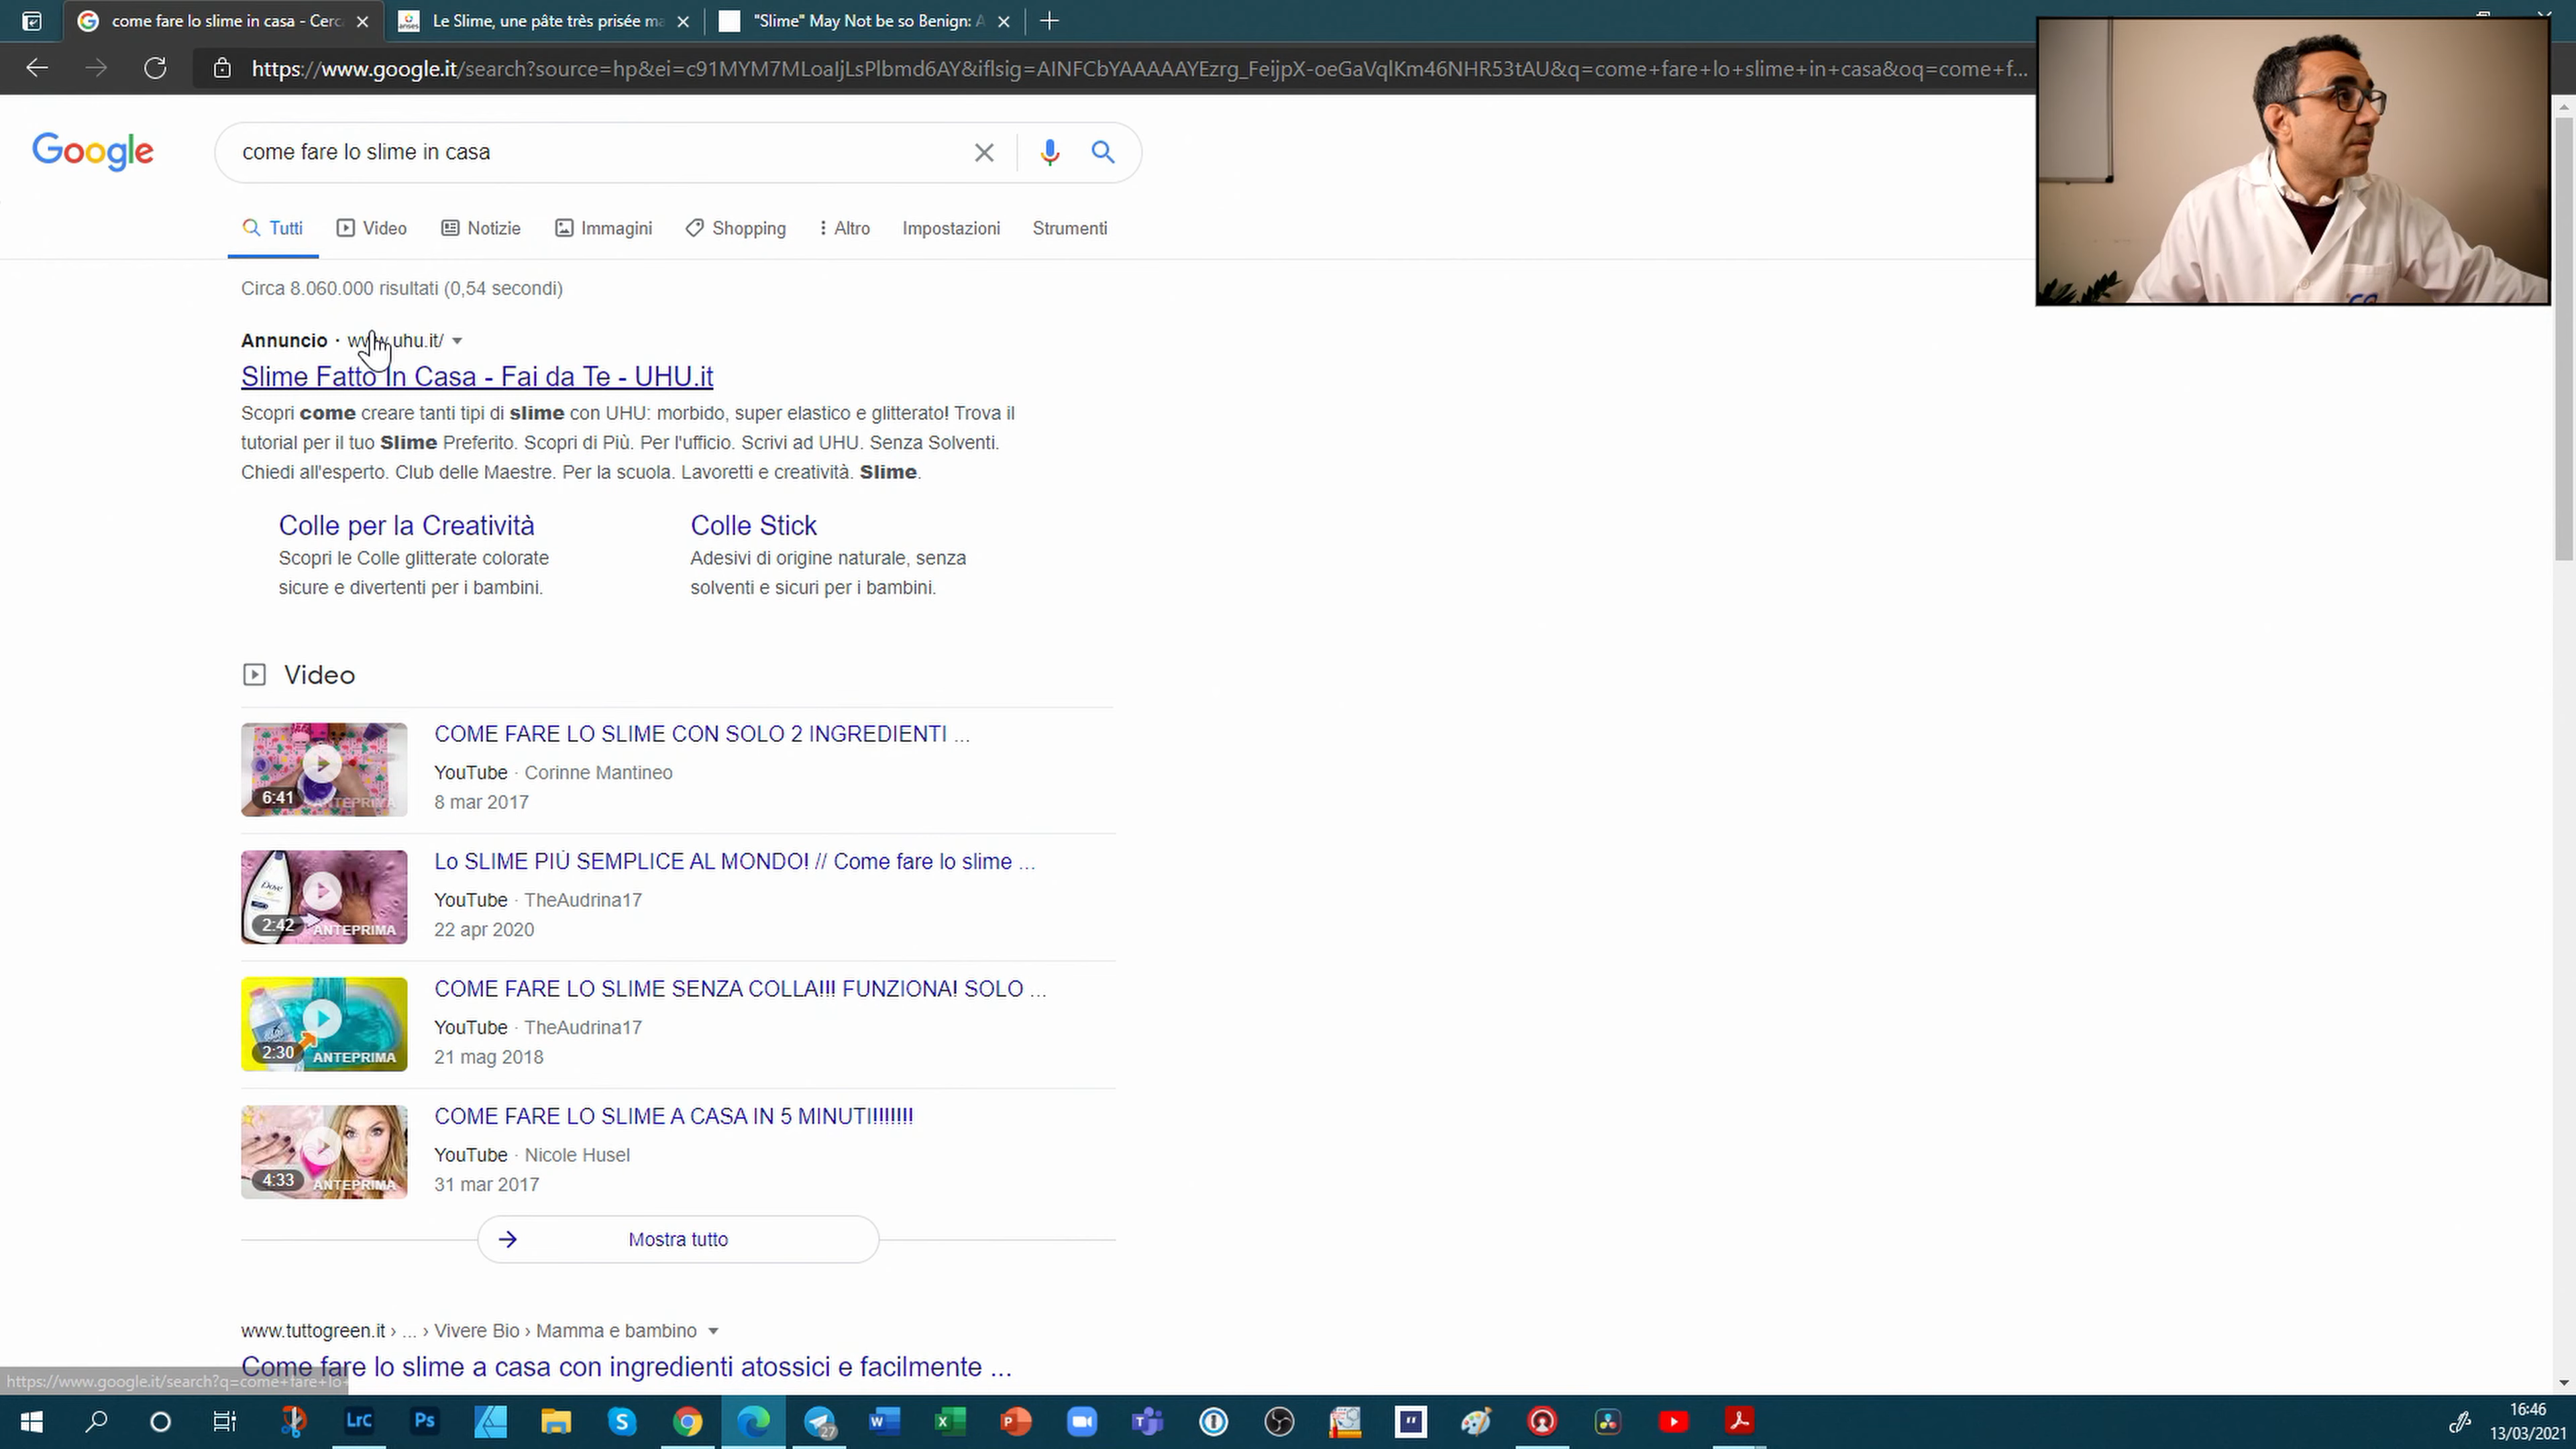 come fare lo slime in casa - Cerc
Le Slime, une pâte très prisée ma
"Slime" May Not be so Benign: A
https://www.google.it/search?source=hp&ei=c91MYM7MLoaIjLsPlbmd6AY&iflsig=AINFCbYAAAAAYEzrg_FeijpX-oeGaVqlKm46NHR53tAU&q=come+fare+lo+slime+in+casa&oq=come+f...
Google
come fare lo slime in casa
Tutti
Video
Notizie
Immagini
Shopping
Altro
Impostazioni
Strumenti
Circa 8.060.000 risultati (0,54 secondi)
Annuncio · www.uhu.it/
Slime Fatto In Casa - Fai da Te - UHU.it
Scopri come creare tanti tipi di slime con UHU: morbido, super elastico e glitterato! Trova il
tutorial per il tuo Slime Preferito. Scopri di Più. Per l'ufficio. Scrivi ad UHU. Senza Solventi.
Chiedi all'esperto. Club delle Maestre. Per la scuola. Lavoretti e creatività. Slime.
Colle per la Creatività
Scopri le Colle glitterate colorate
sicure e divertenti per i bambini.
Colle Stick
Adesivi di origine naturale, senza
solventi e sicuri per i bambini.
Video
COME FARE LO SLIME CON SOLO 2 INGREDIENTI ...
YouTube · Corinne Mantineo
8 mar 2017
6:41 ANTEPRIMA
Lo SLIME PIÙ SEMPLICE AL MONDO! // Come fare lo slime ...
YouTube · TheAudrina17
22 apr 2020
Dove
2:42 ANTEPRIMA
COME FARE LO SLIME SENZA COLLA!!! FUNZIONA! SOLO ...
YouTube · TheAudrina17
21 mag 2018
2:30 ANTEPRIMA
COME FARE LO SLIME A CASA IN 5 MINUTI!!!!!!!
YouTube · Nicole Husel
31 mar 2017
4:33 ANTEPRIMA
Mostra tutto
www.tuttogreen.it › ... › Vivere Bio › Mamma e bambino
Come fare lo slime a casa con ingredienti atossici e facilmente ...
https://www.google.it/search?q=come+fare+lo+
LrC
Ps
27
16:46
13/03/2021